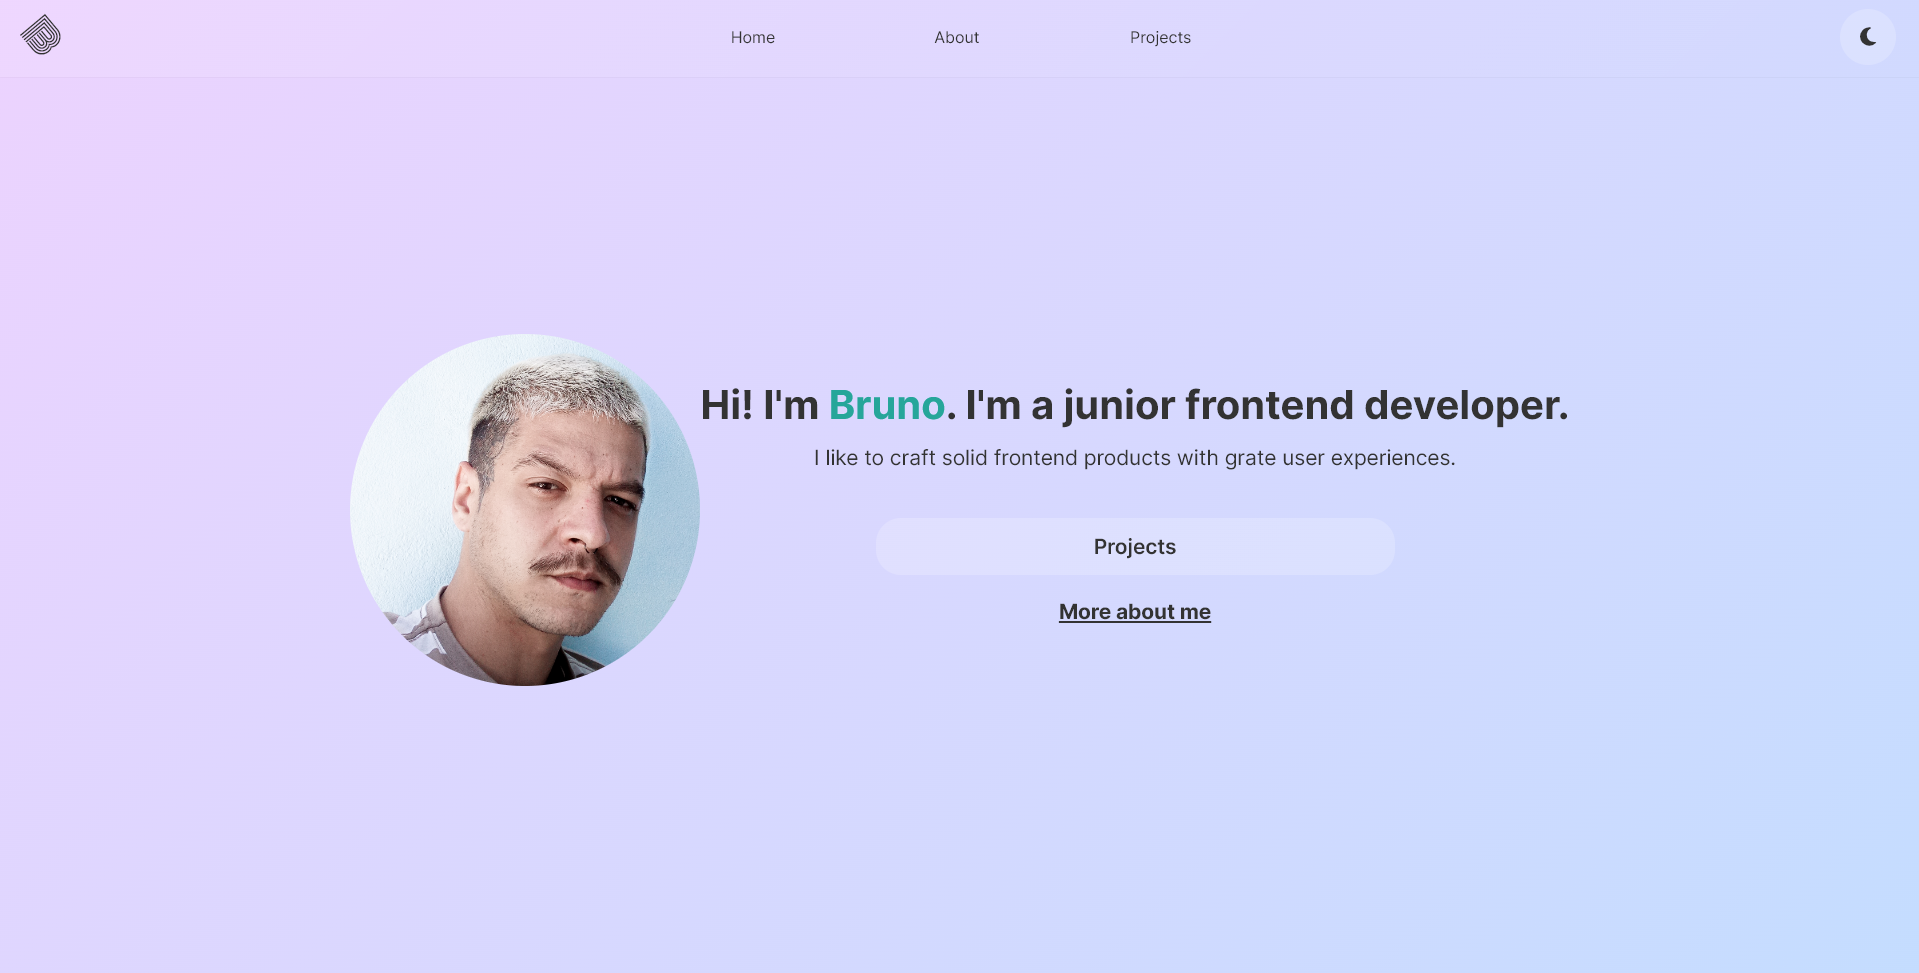 Home
About
Projects
Hi! I'm Bruno. I'm a junior frontend developer.
I like to craft solid frontend products with grate user experiences.
Projects
More about me